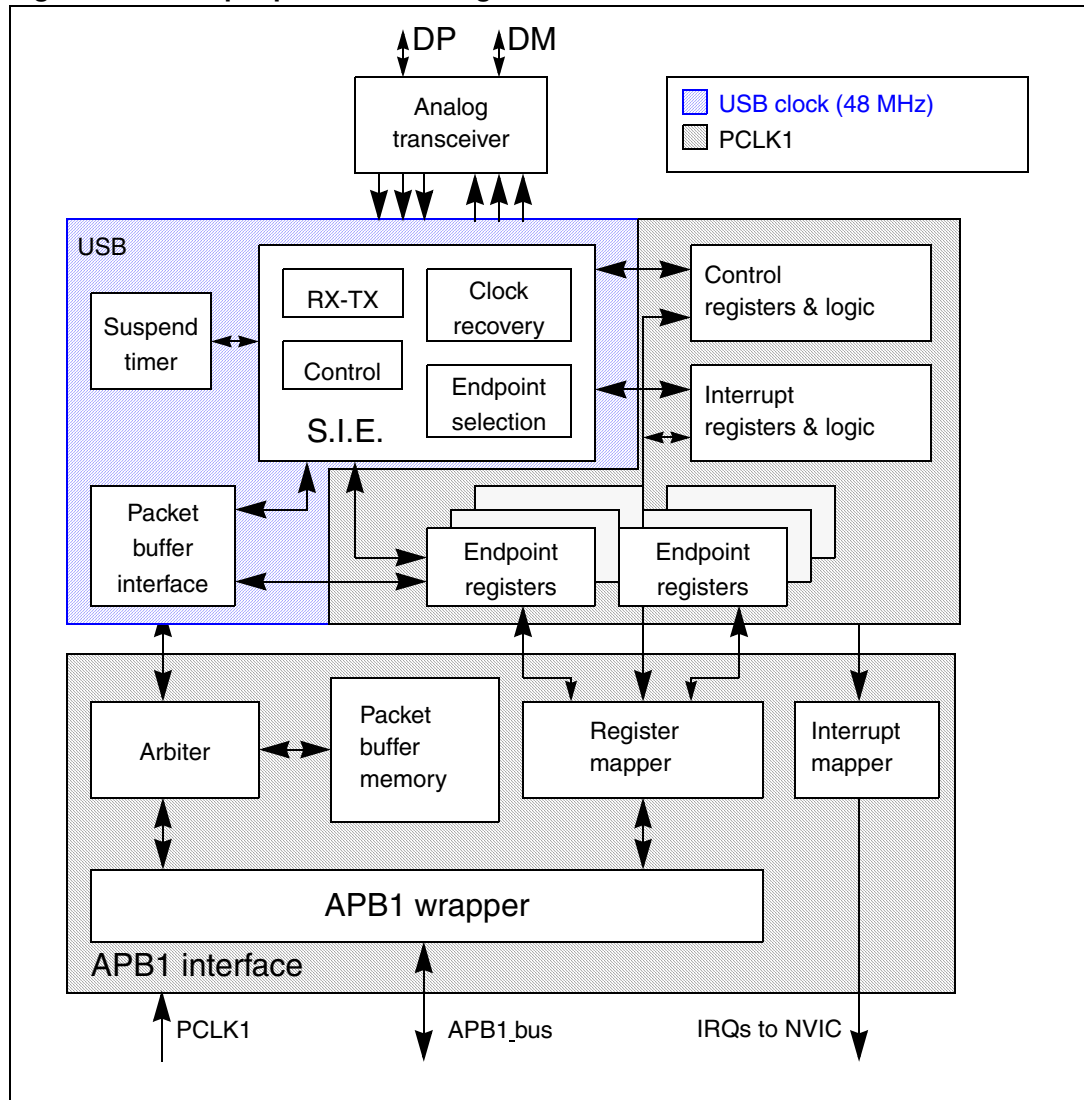 DP DM
Analog
transceiver
USB clock (48 MHz)
PCLK1
USB
RX-TX
Clock
recovery
Control
registers & logic
Suspend
timer
Control
Endpoint
selection
Interrupt
registers & logic
S.I.E.
Packet
buffer
interface
Endpoint
registers
Endpoint
registers
Arbiter
Packet
buffer
memory
Register
mapper
Interrupt
mapper
APB1 wrapper
APB1 interface
PCLK1
APB1_bus
IRQs to NVIC